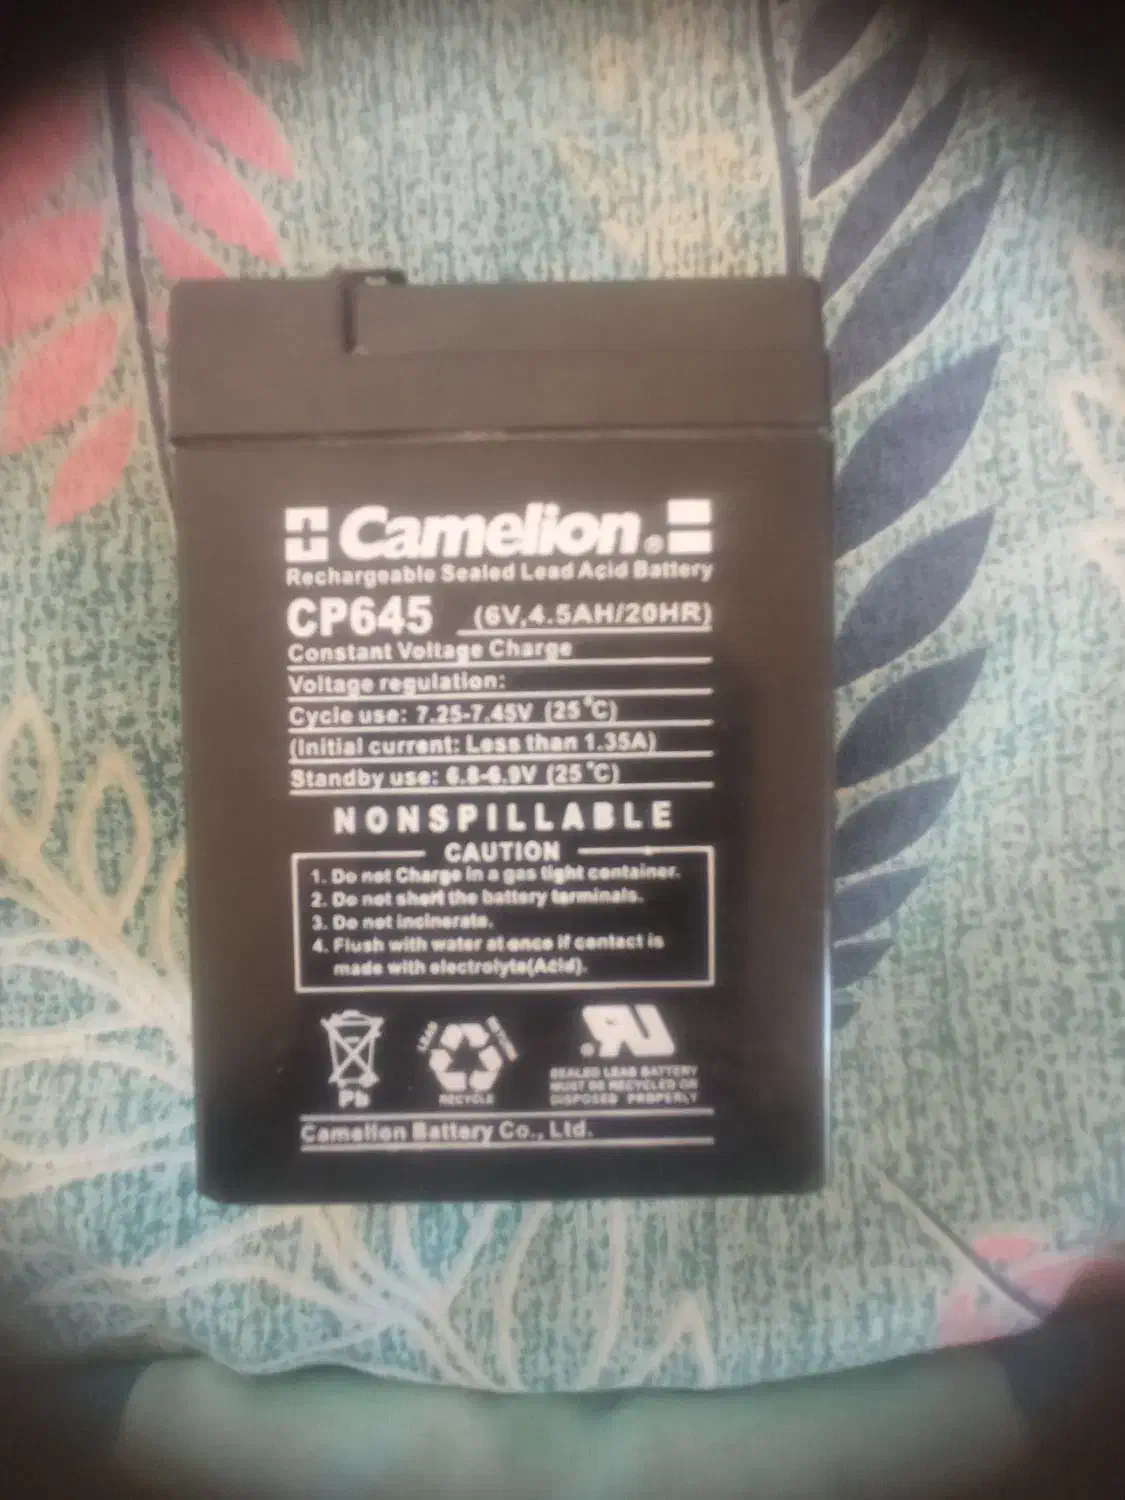 Camelion®
Rechargeable Sealed Lead Acid Battery
CP645 (6V,4.5AH/20HR)
Constant Voltage Charge
Voltage regulation:
Cycle use: 7.25-7.45V (25°C)
(Initial current: Less than 1.35A)
Standby use: 6.8-6.9V (25°C)
NONSPILLABLE
CAUTION
1. Do not Charge in a gas tight container.
2. Do not short the battery terminals.
3. Do not incinerate.
4. Flush with water at once if contact is
made with electrolyte(Acid).
Pb
LEAD RETURN
RECYCLE
RU
SEALED LEAD BATTERY
MUST BE RECYCLED OR
DISPOSED PROPERLY
Camelion Battery Co., Ltd.